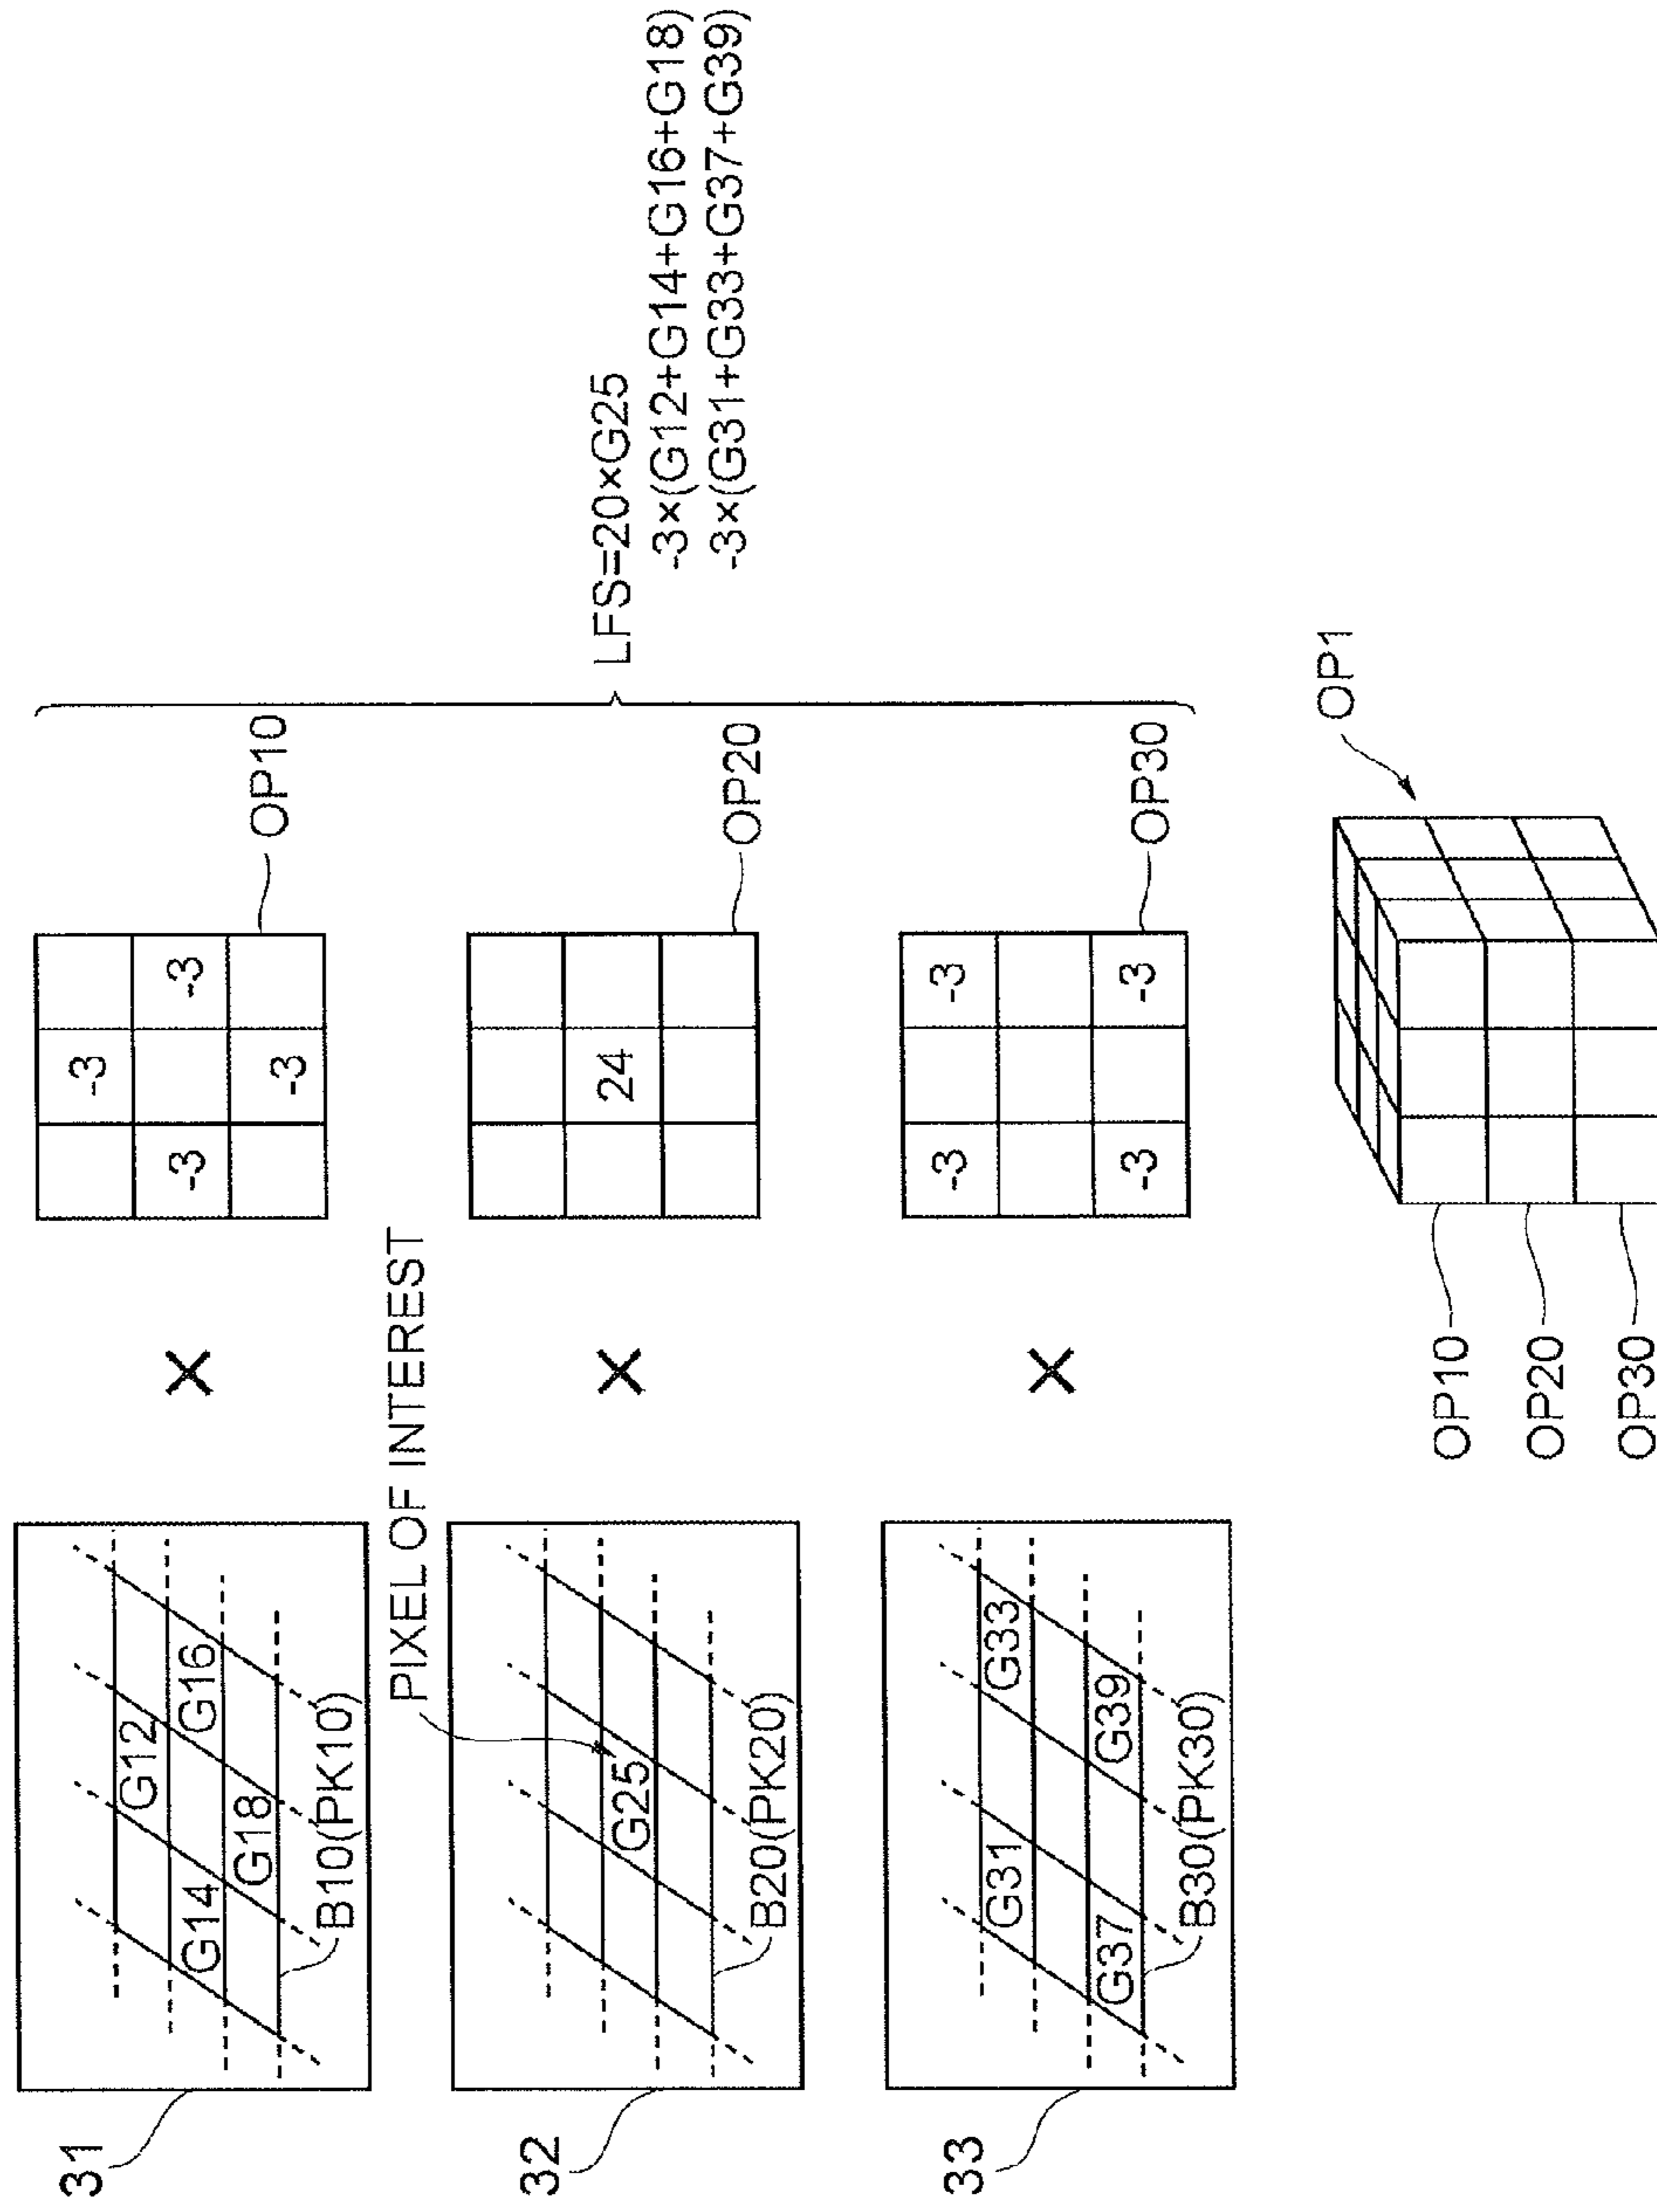 31
G12
G14
G16
G18
B10(PK10)
×
-3
-3
-3
-3
OP10
PIXEL OF INTEREST
32
G25
B20(PK20)
×
24
OP20
LFS=20×G25
-3×(G12+G14+G16+G18)
-3×(G31+G33+G37+G39)
33
G31
G33
G37
G39
B30(PK30)
×
-3
-3
-3
-3
OP30
OP10
OP20
OP30
OP1